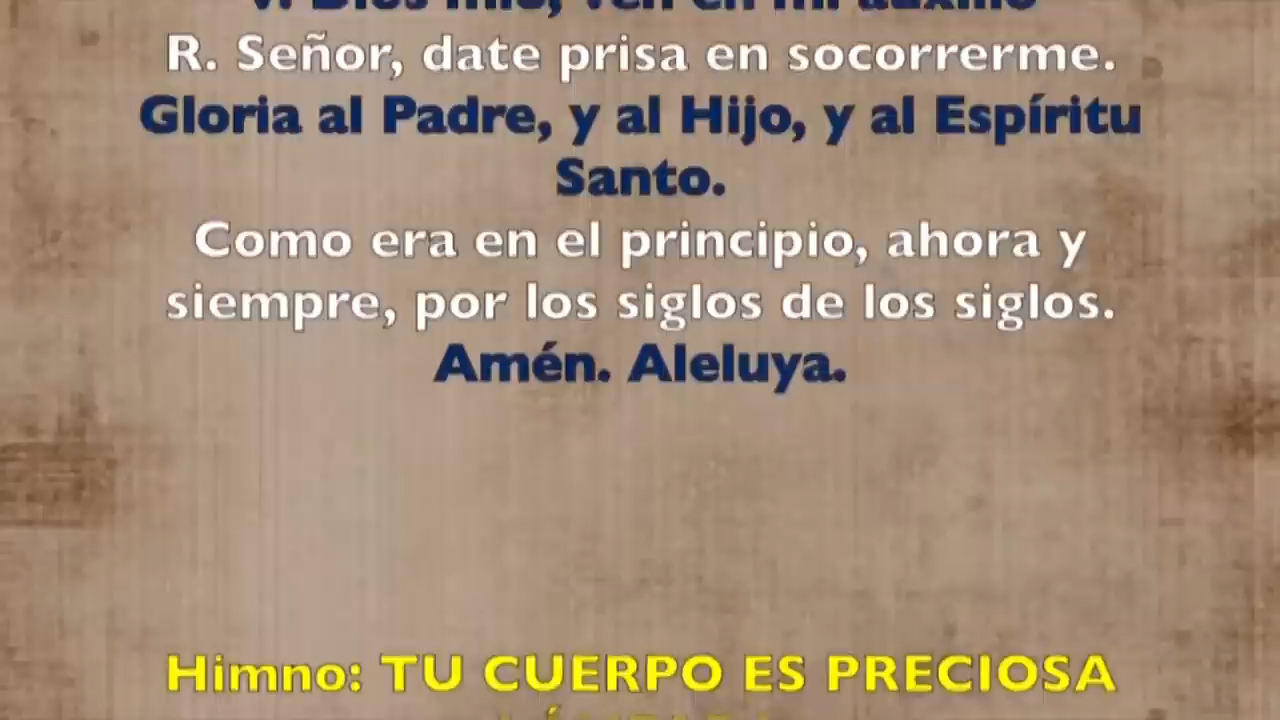 V. Dios mío, ven en mi auxilio
R. Señor, date prisa en socorrerme.
Gloria al Padre, y al Hijo, y al Espíritu
Santo.
Como era en el principio, ahora y
siempre, por los siglos de los siglos.
Amén. Aleluya.
Himno: TU CUERPO ES PRECIOSA